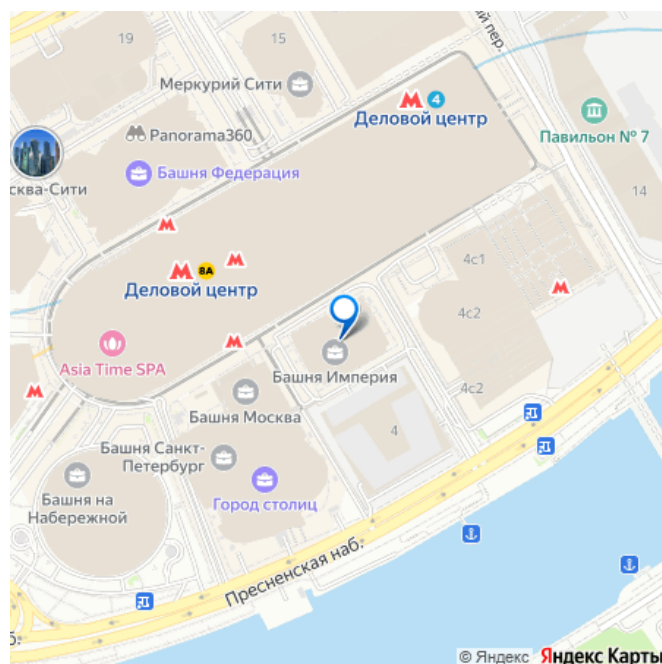 19
15
ий пер.
Меркурий Сити
4
Деловой центр
Panorama360
Павильон № 7
сква-Сити
Башня Федерация
14
8А
Деловой центр
4с1
4с2
Asia Time SPA
Башня Империя
4с2
Башня Москва
4
Башня Санкт-
Петербург
Башня на
Набережной
Город столиц
Пресненская наб.
б.
© Яндекс Яндекс Карты